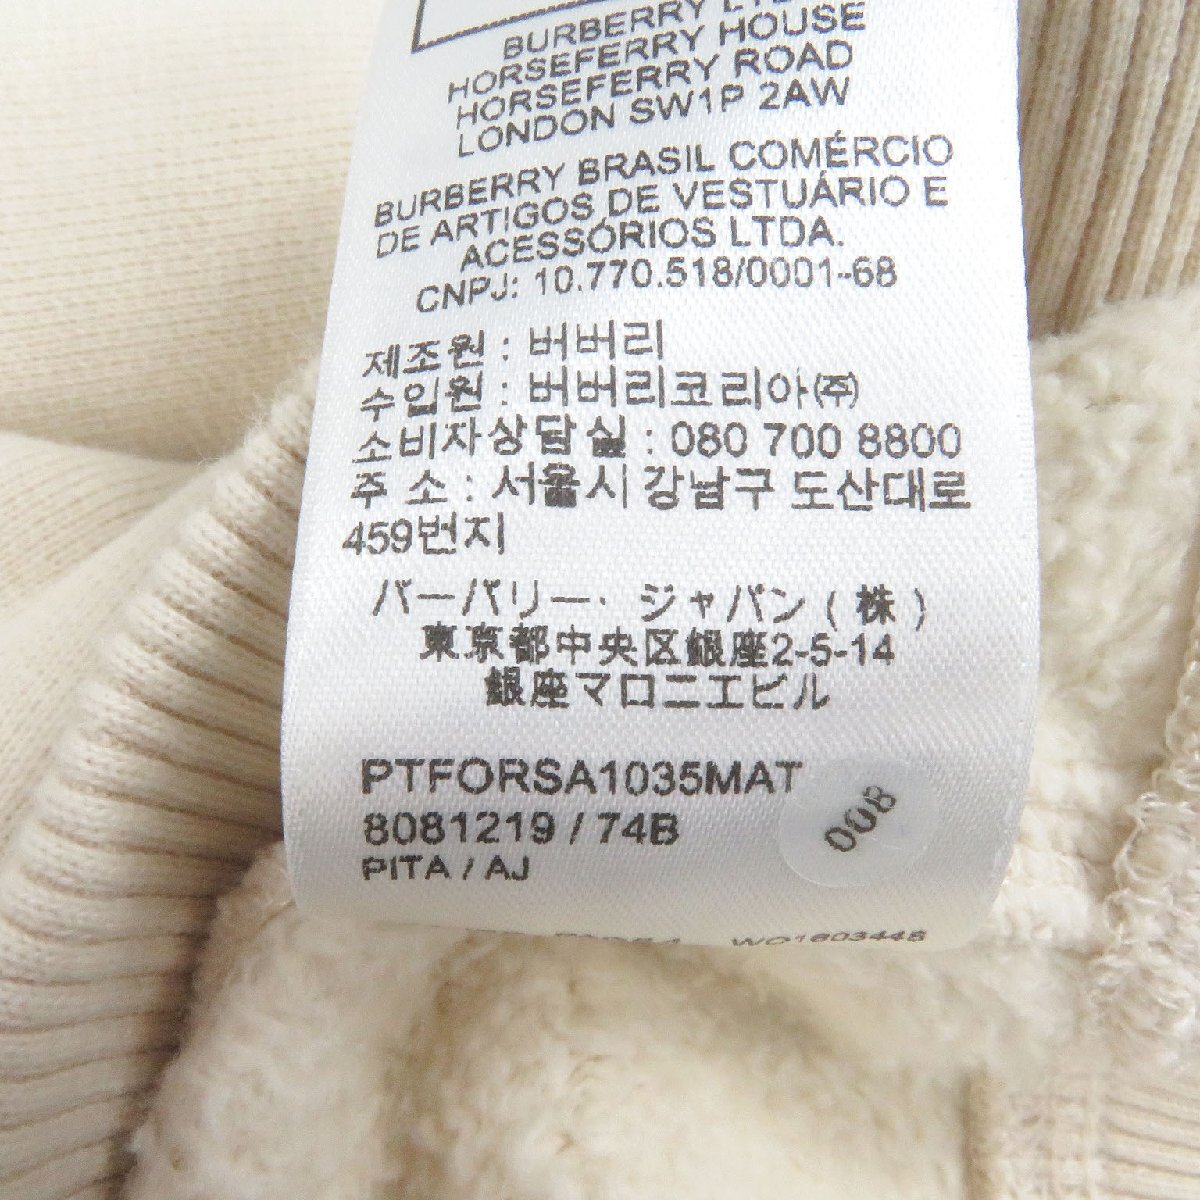 BURBERRY LTD
HORSEFERRY HOUSE
HORSEFERRY ROAD
LONDON SW1P 2AW
BURBERRY BRASIL COMÉRCIO
DE ARTIGOS DE VESTUÁRIO E
ACESSÓRIOS LTDA.
CNPJ: 10.770.518/0001-68
제조원 : 버버리
수입원 : 버버리코리아㈜
소비자상담실 : 080 700 8800
주 소 : 서울시 강남구 도산대로
459번지
バーバリー・ジャパン(株)
東京都中央区銀座2-5-14
銀座マロニエビル
PTFORSA1035MAT
8081219 / 74B
PITA / AJ
008
WO1603448